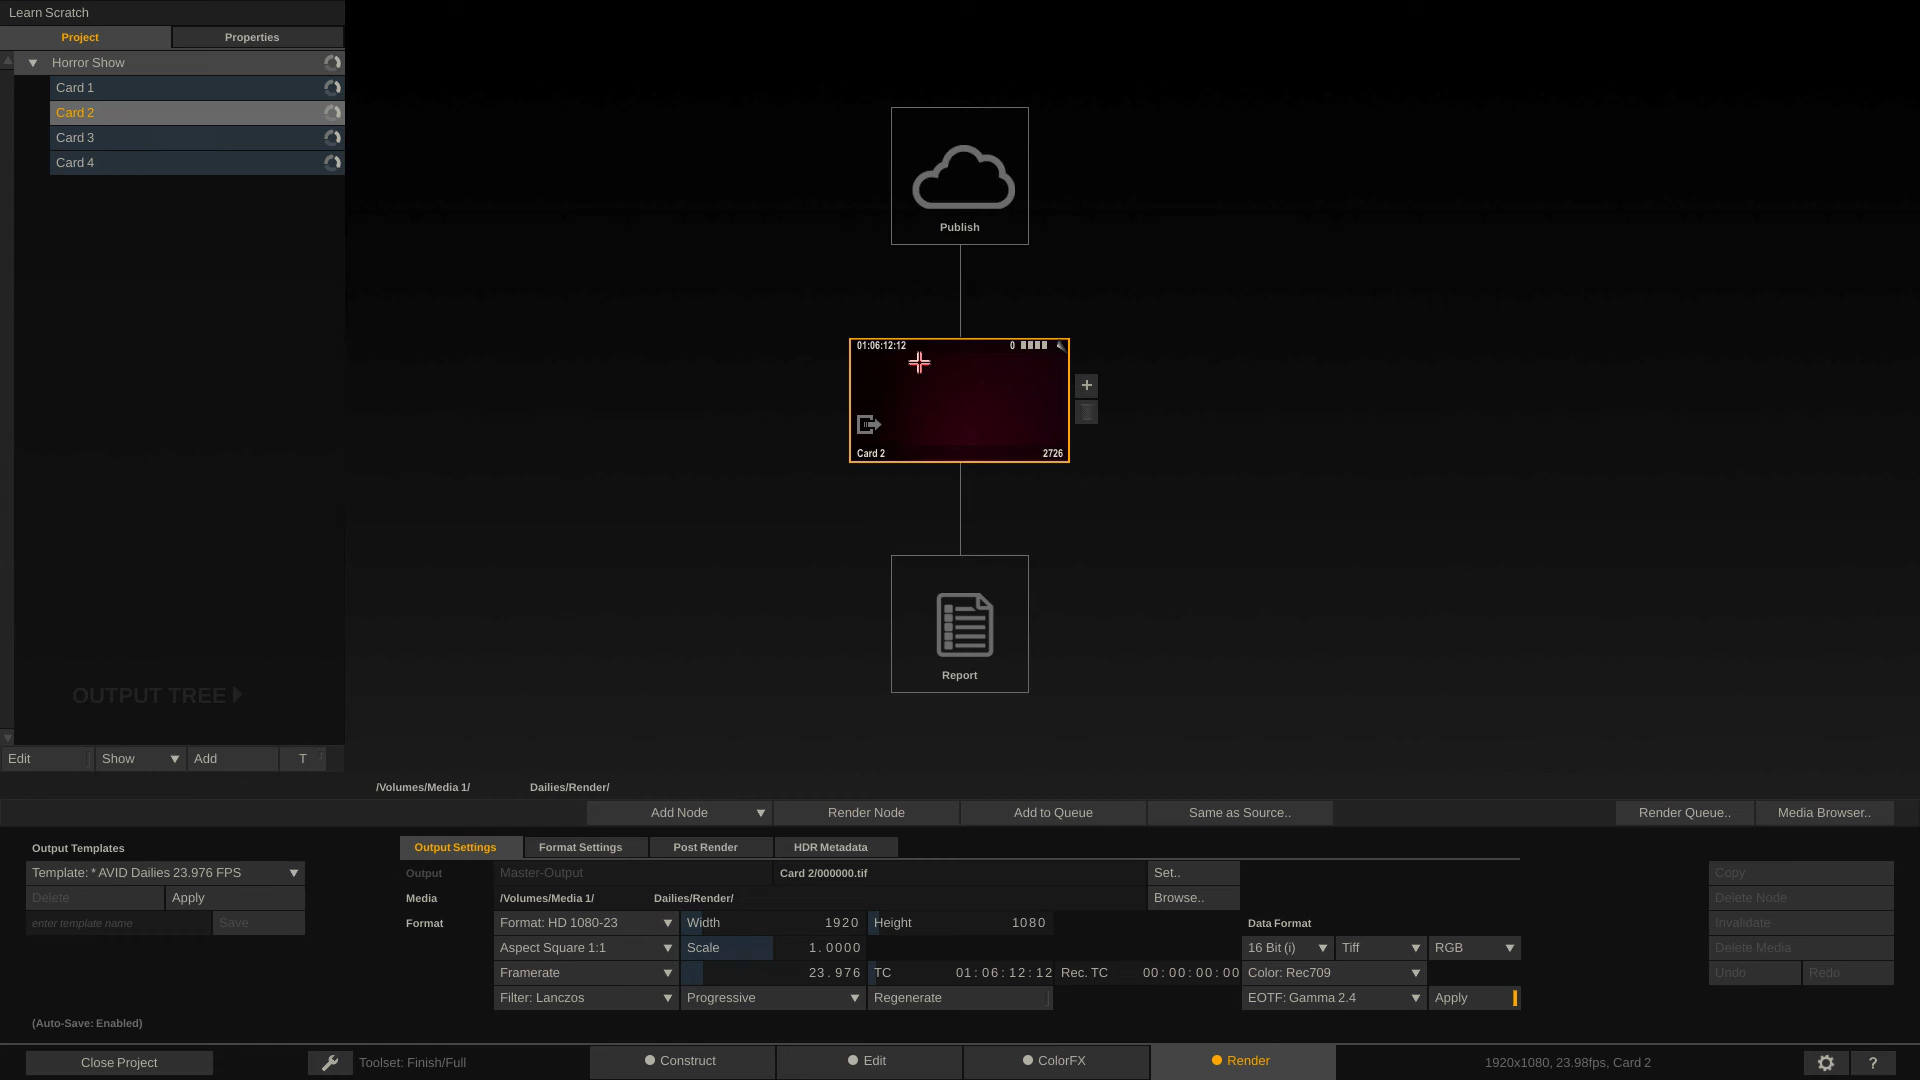 Learn Scratch
Project
Properties
Horror Show
Card 1
Card 2
Card 3
Card 4
OUTPUT TREE
Edit
Show
Add
T
Publish
01:06:12:12
0
Card 2
2726
Report
/Volumes/Media 1/
Dailies/Render/
Add Node
Render Node
Add to Queue
Same as Source..
Render Queue..
Media Browser..
Output Templates
Template: * AVID Dailies 23.976 FPS
Delete
Apply
enter template name
Save
(Auto-Save: Enabled)
Output Settings
Format Settings
Post Render
HDR Metadata
Output
Master-Output
Card 2/000000.tif
Set..
Media
/Volumes/Media 1/
Dailies/Render/
Browse..
Format
Format: HD 1080-23
Width
1920
Height
1080
Data Format
Aspect Square 1:1
Scale
1.0000
16 Bit (i)
Tiff
RGB
Framerate
23.976
TC
01:06:12:12
Rec. TC
00:00:00:00
Color: Rec709
Filter: Lanczos
Progressive
Regenerate
EOTF: Gamma 2.4
Apply
Copy
Delete Node
Invalidate
Delete Media
Undo
Redo
Close Project
Toolset: Finish/Full
Construct
Edit
ColorFX
Render
1920x1080, 23.98fps, Card 2
?